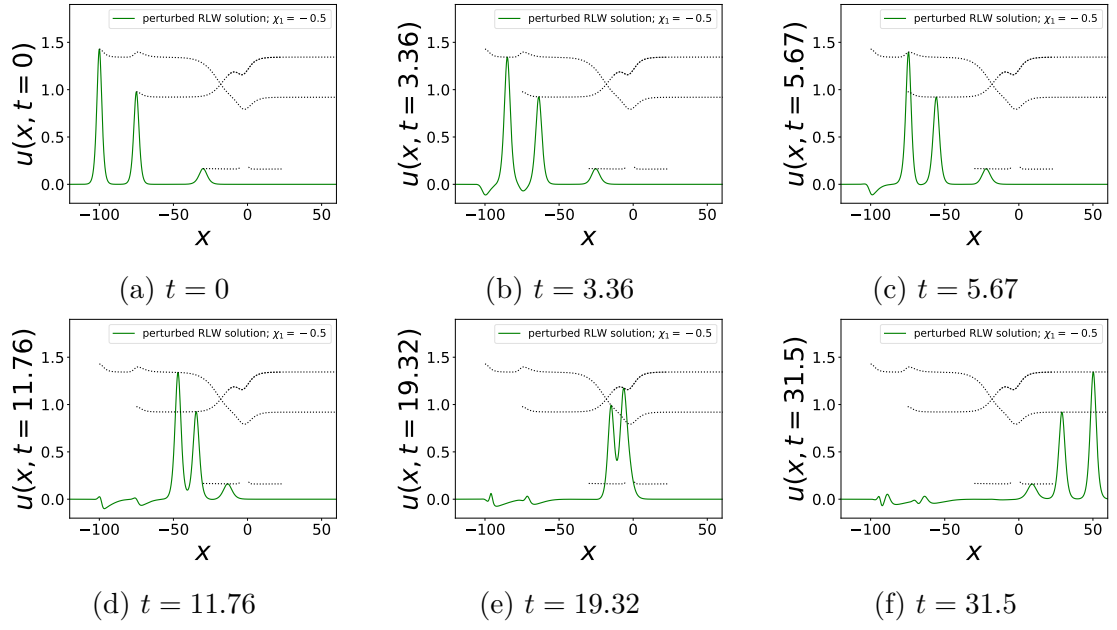 perturbed RLW solution; χ₁ = −0.5
u(x, t = 0)
1.5
1.0
0.5
0.0
−100 −50 0 50
x
(a) t = 0
perturbed RLW solution; χ₁ = −0.5
u(x, t = 3.36)
1.5
1.0
0.5
0.0
−100 −50 0 50
x
(b) t = 3.36
perturbed RLW solution; χ₁ = −0.5
u(x, t = 5.67)
1.5
1.0
0.5
0.0
−100 −50 0 50
x
(c) t = 5.67
perturbed RLW solution; χ₁ = −0.5
u(x, t = 11.76)
1.5
1.0
0.5
0.0
−100 −50 0 50
x
(d) t = 11.76
perturbed RLW solution; χ₁ = −0.5
u(x, t = 19.32)
1.5
1.0
0.5
0.0
−100 −50 0 50
x
(e) t = 19.32
perturbed RLW solution; χ₁ = −0.5
u(x, t = 31.5)
1.5
1.0
0.5
0.0
−100 −50 0 50
x
(f) t = 31.5